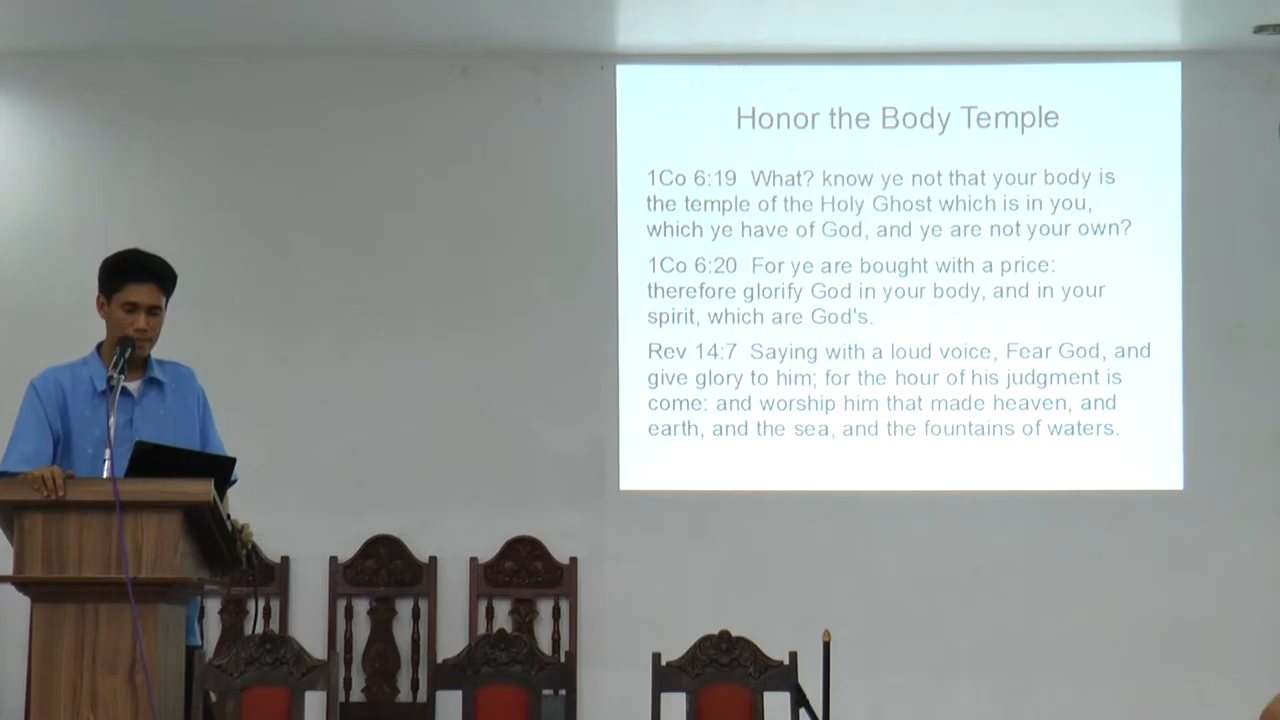 Honor the Body Temple
1Co 6:19 What? know ye not that your body is
the temple of the Holy Ghost which is in you,
which ye have of God, and ye are not your own?
1Co 6:20 For ye are bought with a price:
therefore glorify God in your body, and in your
spirit, which are God's.
Rev 14:7 Saying with a loud voice, Fear God, and
give glory to him; for the hour of his judgment is
come: and worship him that made heaven, and
earth, and the sea, and the fountains of waters.